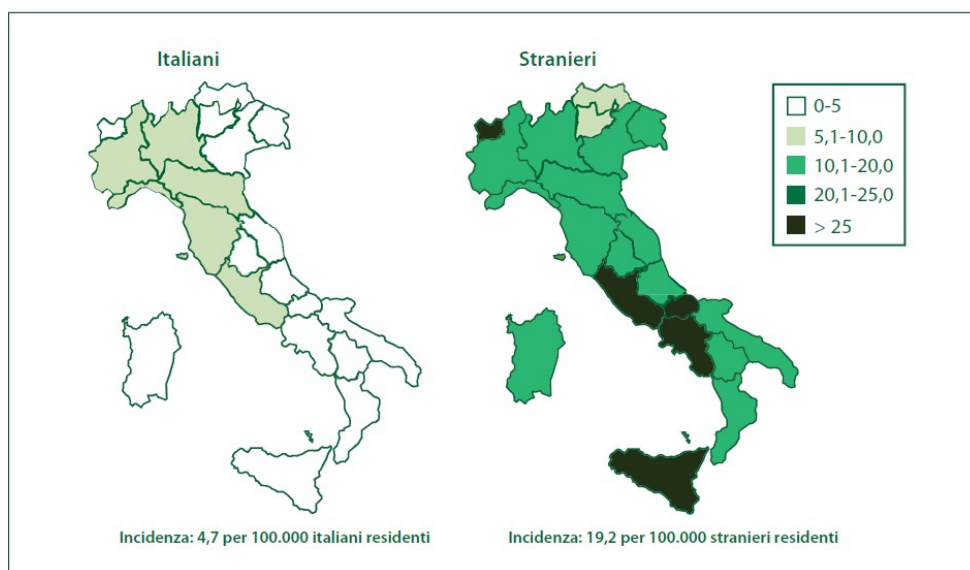 Italiani
Stranieri
0-5
5,1-10,0
10,1-20,0
20,1-25,0
> 25
Incidenza: 4,7 per 100.000 italiani residenti
Incidenza: 19,2 per 100.000 stranieri residenti